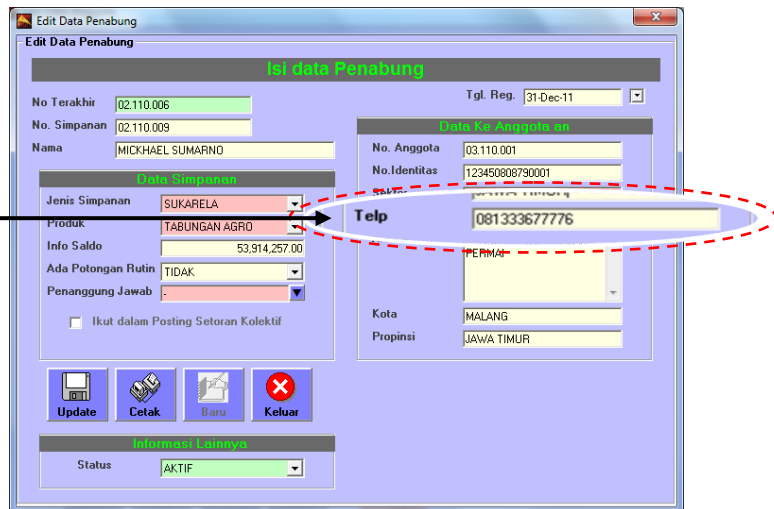 Edit Data Penabung
Edit Data Penabung
Isi data Penabung
Tgl. Reg. 31-Dec-11
No Terakhir 02.110.006
No. Simpanan 02.110.009
Nama MICKHAEL SUMARNO
Data Ke Anggota an
No. Anggota 03.110.001
No.Identitas 123450808790001
Data Simpanan
Jenis Simpanan SUKARELA
Produk TABUNGAN AGRO
Info Saldo 53,914,257.00
Ada Potongan Rutin TIDAK
Penanggung Jawab -
Ikut dalam Posting Setoran Kolektif
Telp 081333677776
PERMAI
Kota MALANG
Propinsi JAWA TIMUR
Update Cetak Baru Keluar
Informasi Lainnya
Status AKTIF